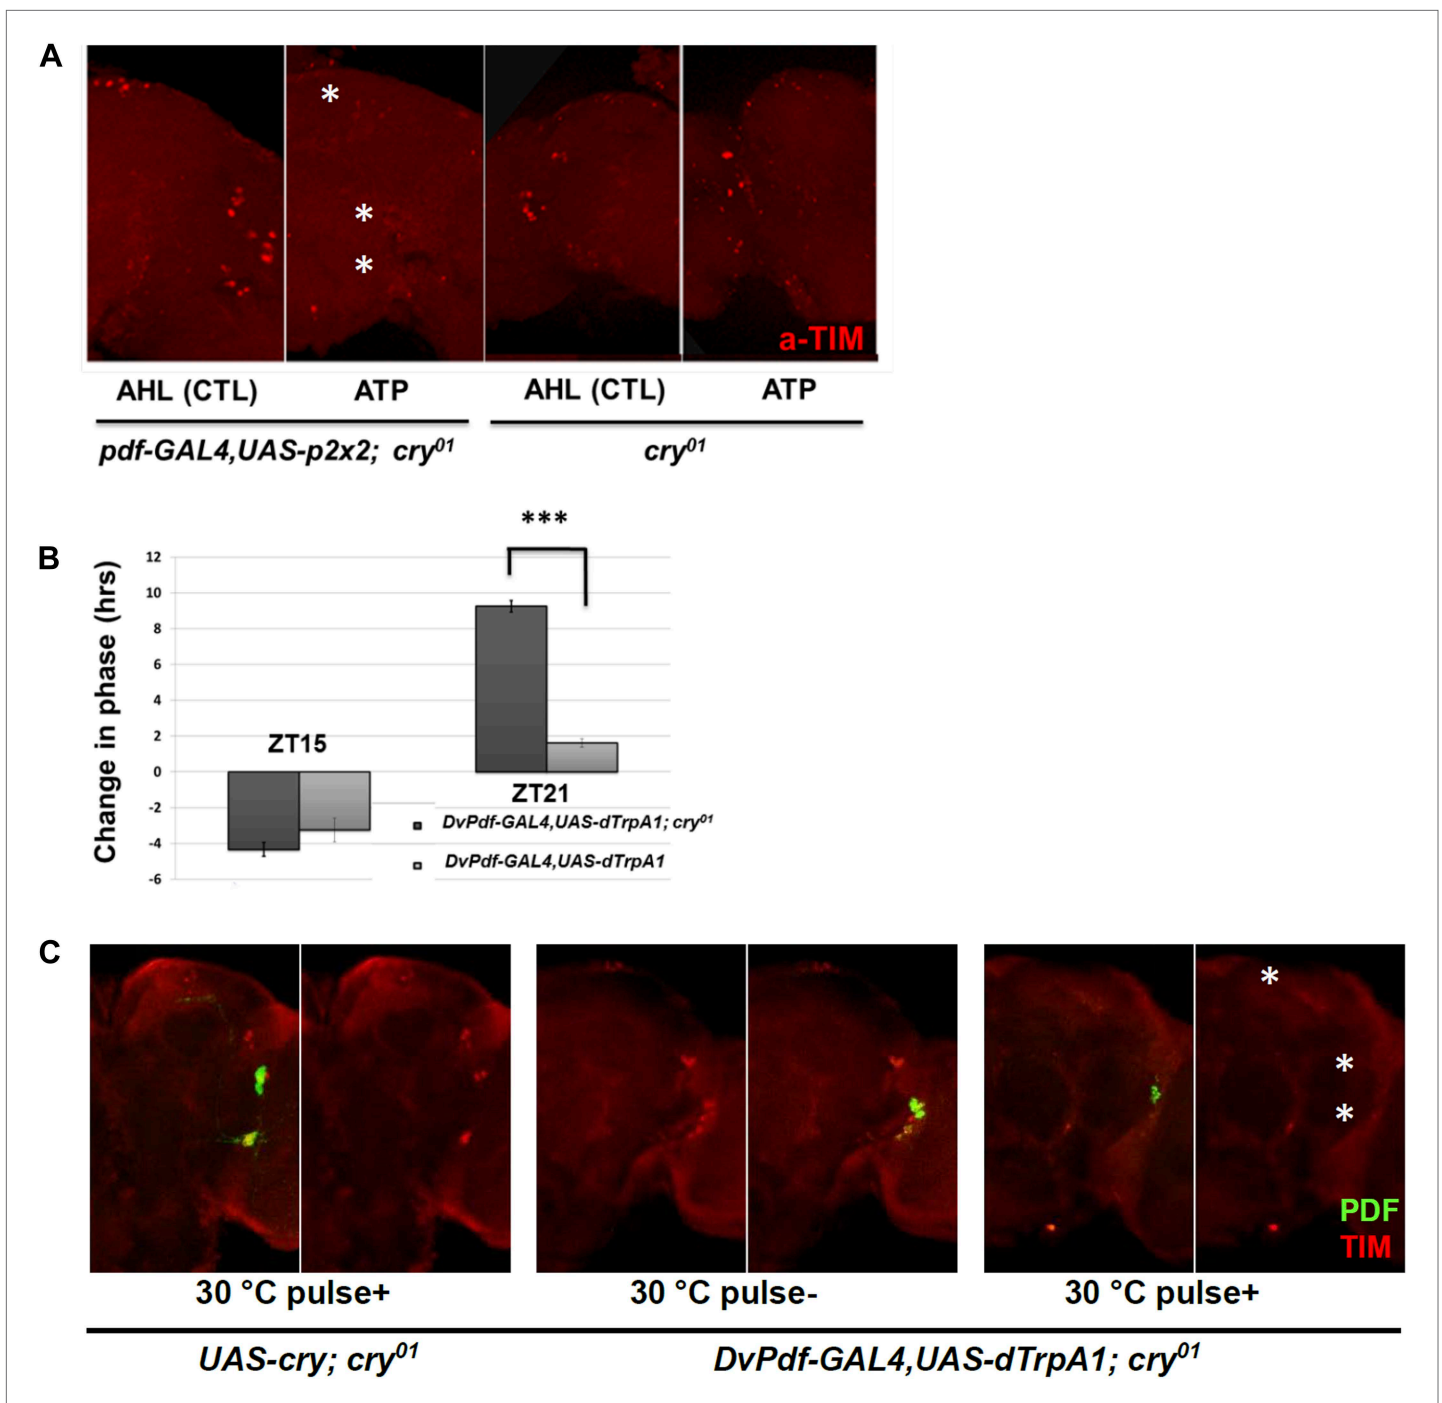 A
*
*
*
a-TIM
AHL (CTL) ATP AHL (CTL) ATP
pdf-GAL4,UAS-p2x2; cry01 cry01
B
***
Change in phase (hrs)
12
10
8
6
4
2
0
-2
-4
-6
ZT15
ZT21
DvPdf-GAL4,UAS-dTrpA1; cry01
DvPdf-GAL4,UAS-dTrpA1
C
*
*
*
PDF
TIM
30 °C pulse+ 30 °C pulse- 30 °C pulse+
UAS-cry; cry01 DvPdf-GAL4,UAS-dTrpA1; cry01